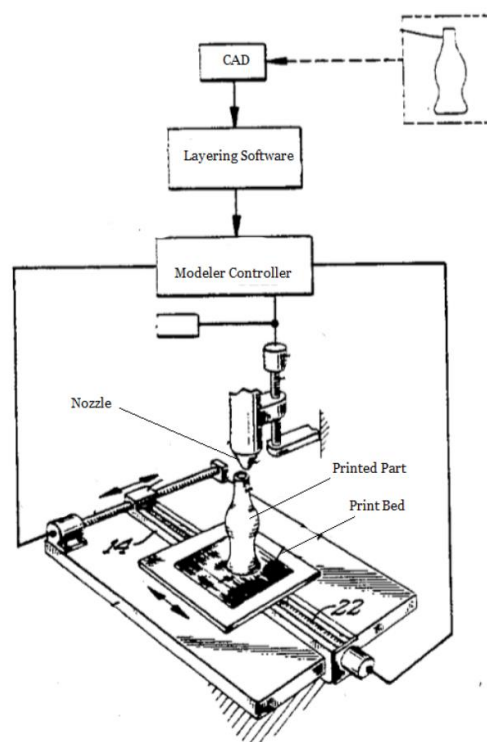 CAD
Layering Software
Modeler Controller
Nozzle
Printed Part
Print Bed
14
22